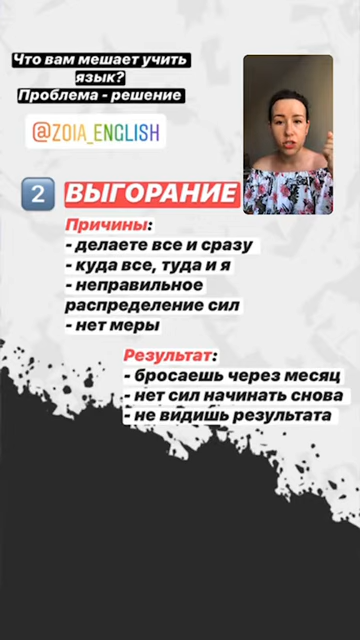 Что вам мешает учить
язык?
Проблема - решение
@ZOIA_ENGLISH
2 ВЫГОРАНИЕ
Причины:
- делаете все и сразу
- куда все, туда и я
- неправильное
распределение сил
- нет меры
Результат:
- бросаешь через месяц
- нет сил начинать снова
- не видишь результата